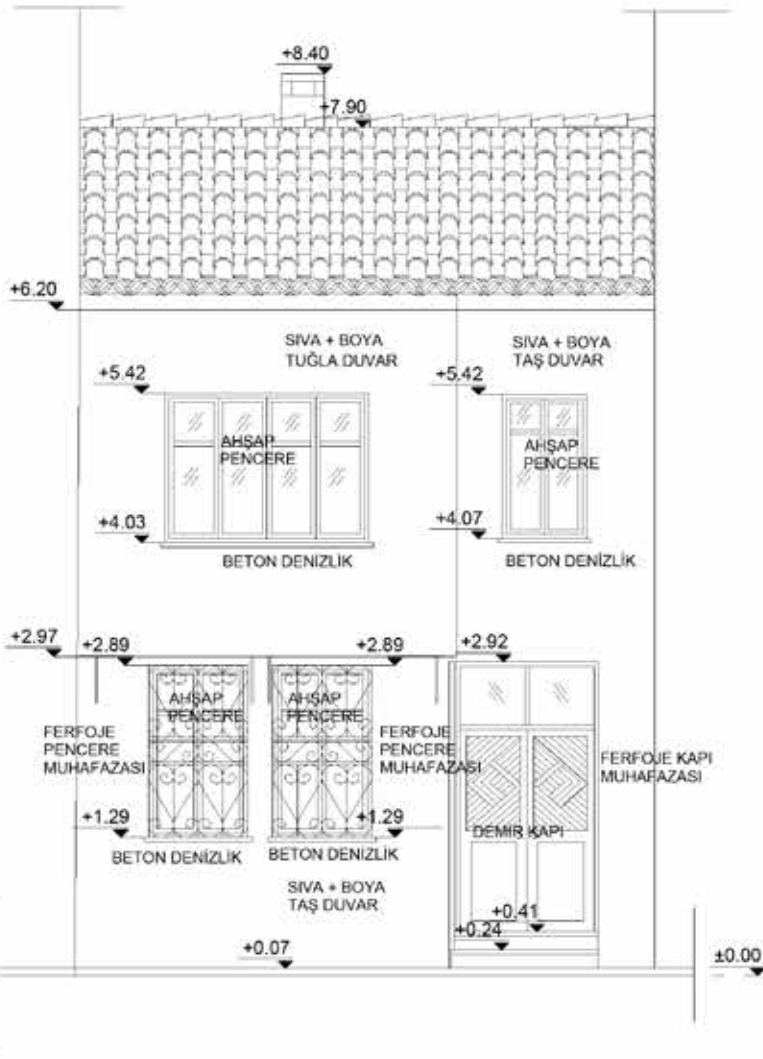 +8.40
+7.90
+6.20
SIVA + BOYA
TUĞLA DUVAR
SIVA + BOYA
TAŞ DUVAR
+5.42
+5.42
AHŞAP
PENCERE
AHŞAP
PENCERE
+4.03
+4.07
BETON DENİZLİK
BETON DENİZLİK
+2.97
+2.89
+2.89
+2.92
AHŞAP
PENCERE
AHŞAP
PENCERE
FERFOJE
PENCERE
MUHAFAZASI
FERFOJE
PENCERE
MUHAFAZASI
FERFOJE KAPI
MUHAFAZASI
+1.29
+1.29
DEMİR KAPI
BETON DENİZLİK
BETON DENİZLİK
SIVA + BOYA
TAŞ DUVAR
+0.41
+0.24
+0.07
±0.00